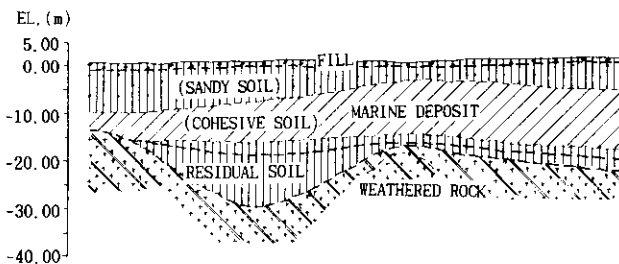 EL. (m)
5.00
0.00
-10.00
-20.00
-30.00
-40.00
FILL
(SANDY SOIL)
MARINE DEPOSIT
(COHESIVE SOIL)
RESIDUAL SOIL
WEATHERED ROCK